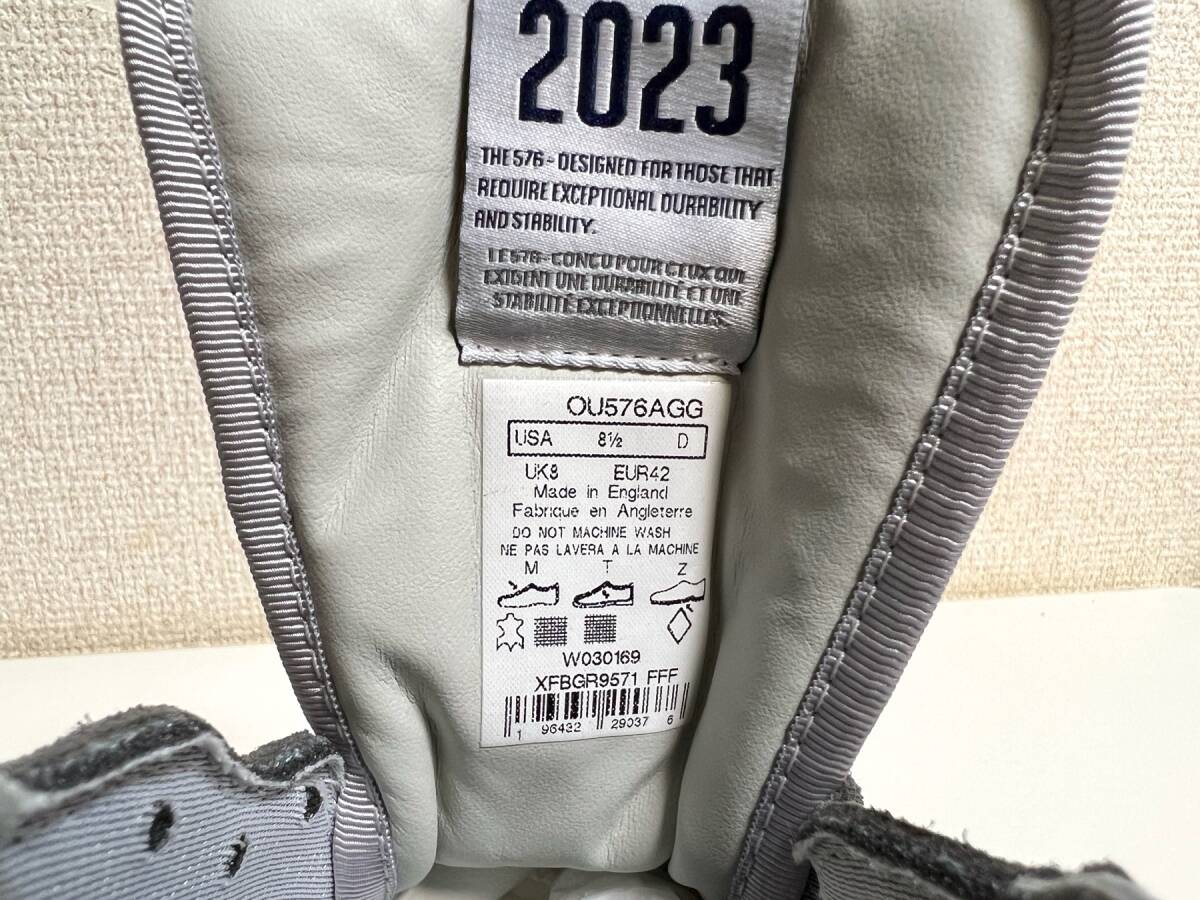 2023
THE 576 - DESIGNED FOR THOSE THAT
REQUIRE EXCEPTIONAL DURABILITY
AND STABILITY.
LE 576 - CONCU POUR CEUX QUI
EXIGENT UNE DURABILITÉ ET UNE
STABILITÉ EXCEPTIONNELLES.
OU576AGG
USA 8½ D
UK8 EUR42
Made in England
Fabrique en Angleterre
DO NOT MACHINE WASH
NE PAS LAVERA A LA MACHINE
M T Z
W030169
XFBGR9571 FFF
1 96432 29037 6